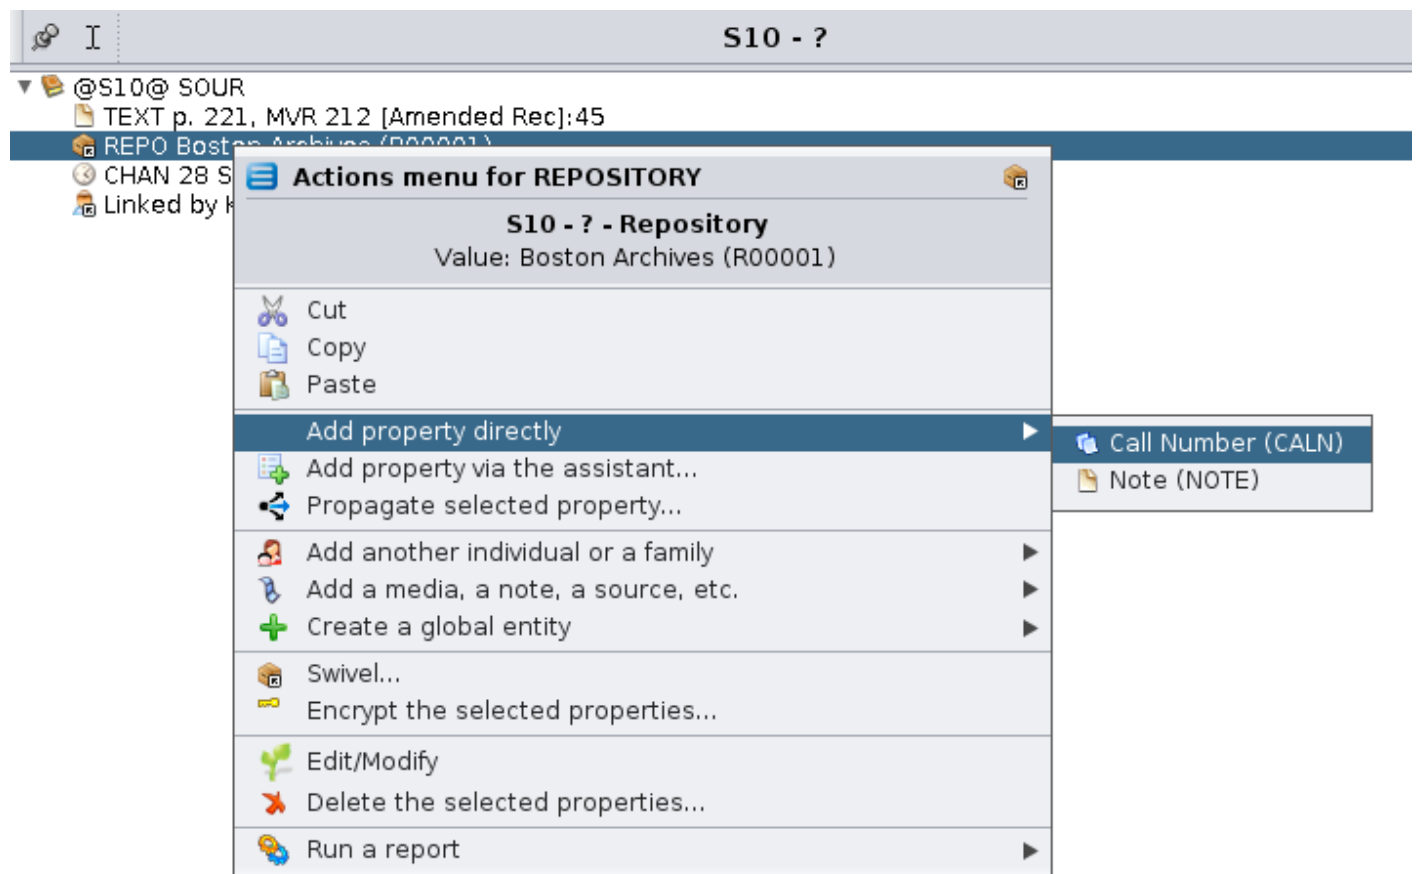 S10 - ?
@S10@ SOUR
TEXT p. 221, MVR 212 [Amended Rec]:45
REPO Boston Archives (R00001)
CHAN 28 S
Linked by
Actions menu for REPOSITORY
S10 - ? - Repository
Value: Boston Archives (R00001)
Cut
Copy
Paste
Add property directly
Call Number (CALN)
Add property via the assistant...
Note (NOTE)
Propagate selected property...
Add another individual or a family
Add a media, a note, a source, etc.
Create a global entity
Swivel...
Encrypt the selected properties...
Edit/Modify
Delete the selected properties...
Run a report